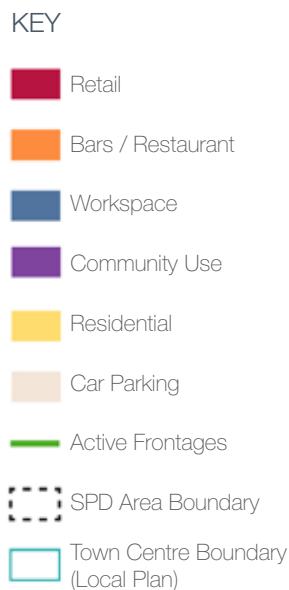 KEY
Retail
Bars / Restaurant
Workspace
Community Use
Residential
Car Parking
Active Frontages
SPD Area Boundary
Town Centre Boundary
(Local Plan)